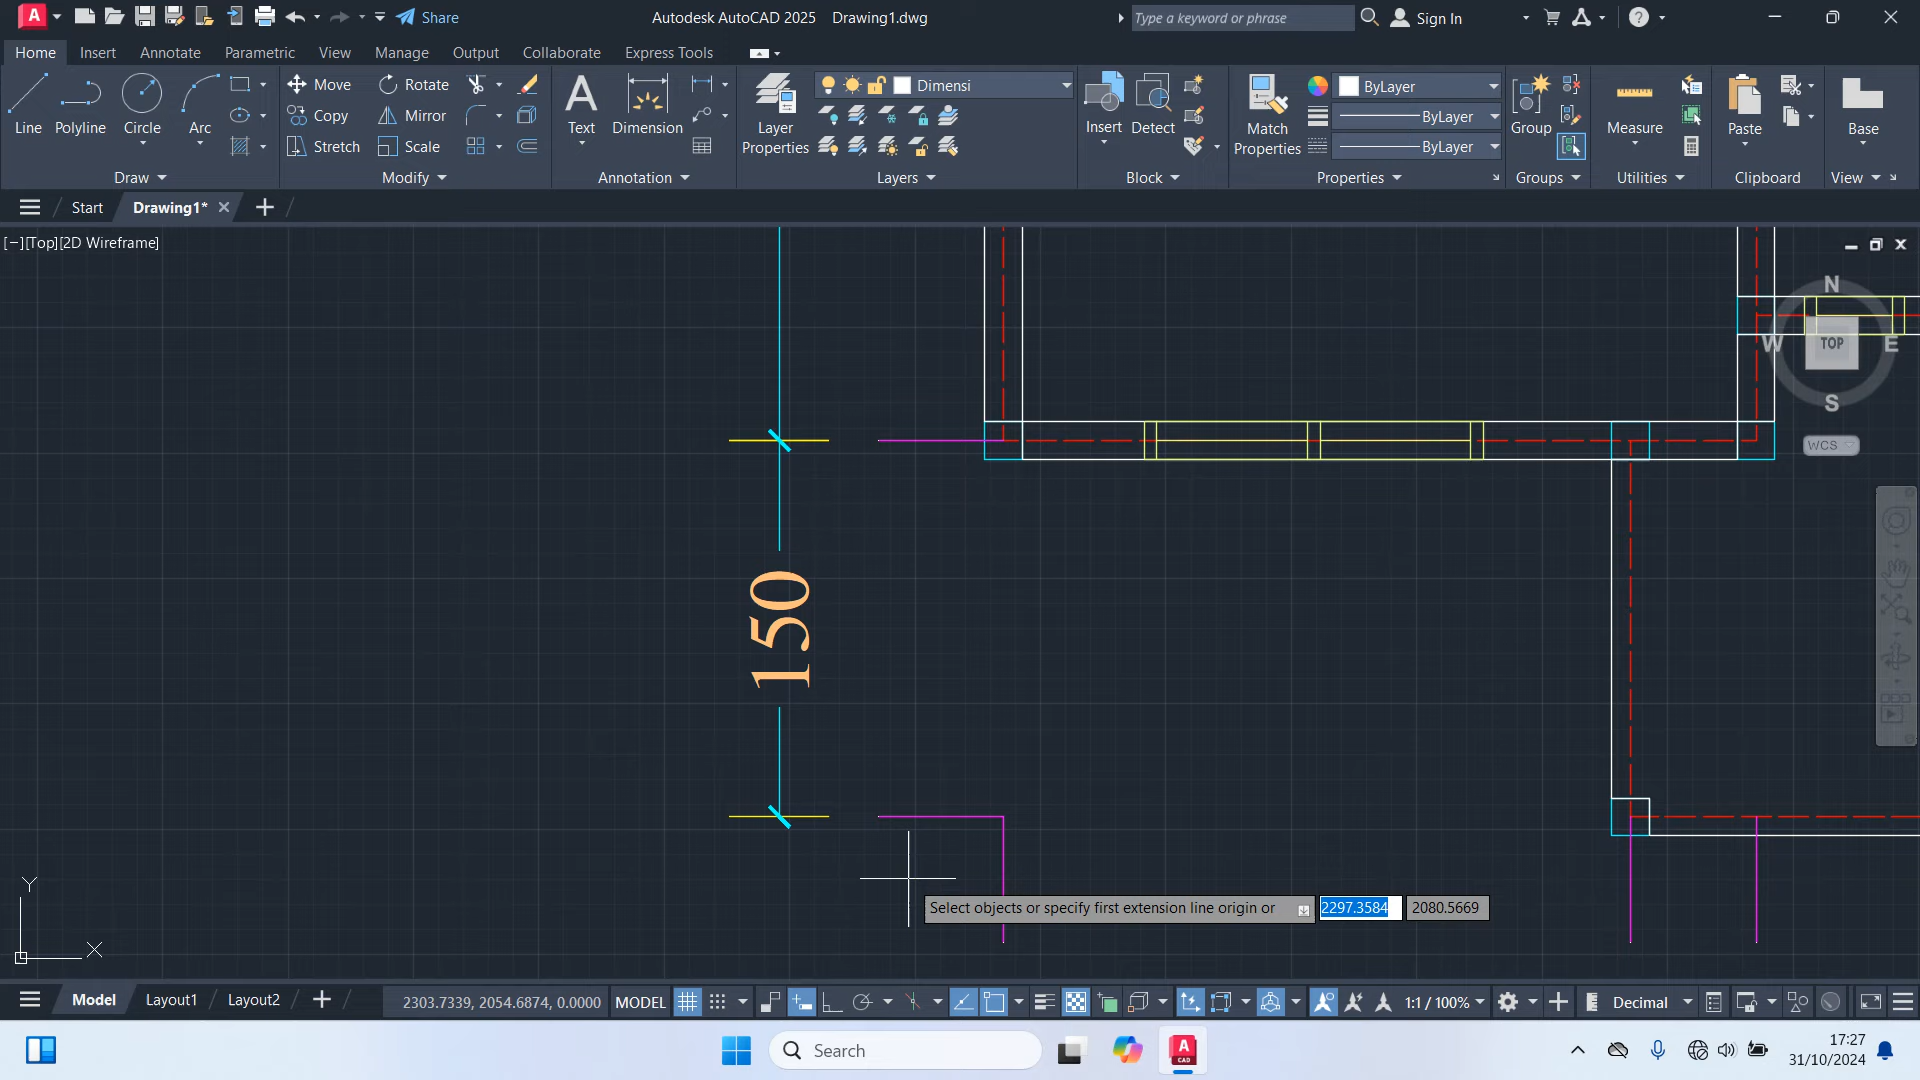 Share
Autodesk AutoCAD 2025 Drawing1.dwg
Type a keyword or phrase
Sign In
Home Insert Annotate Parametric View Manage Output Collaborate Express Tools
Line Polyline Circle Arc
Move Rotate
Copy Mirror
Stretch Scale
Text Dimension
Layer Properties
Dimensi
Insert Detect
Match Properties
ByLayer
ByLayer
ByLayer
Group
Measure
Paste
Base
Draw Modify Annotation Layers Block Properties Groups Utilities Clipboard View
Start Drawing1*
[−][Top][2D Wireframe]
N
W TOP E
S
WCS
150
Select objects or specify first extension line origin or 2297.3584 2080.5669
Y
X
Model Layout1 Layout2
2303.7339, 2054.6874, 0.0000 MODEL
1:1 / 100%
Decimal
Search
A CAD
17:27
31/10/2024